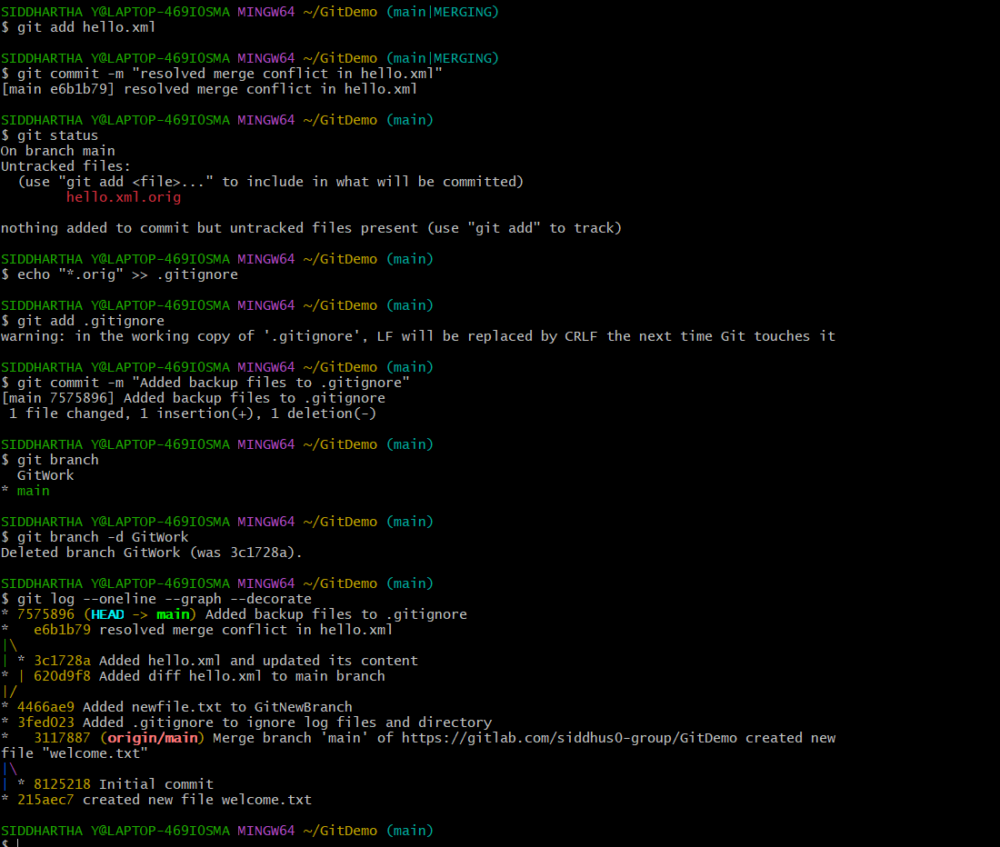 SIDDHARTHA Y@LAPTOP-469IOSMA MINGW64 ~/GitDemo (main|MERGING)
$ git add hello.xml

SIDDHARTHA Y@LAPTOP-469IOSMA MINGW64 ~/GitDemo (main|MERGING)
$ git commit -m "resolved merge conflict in hello.xml"
[main e6b1b79] resolved merge conflict in hello.xml

SIDDHARTHA Y@LAPTOP-469IOSMA MINGW64 ~/GitDemo (main)
$ git status
On branch main
Untracked files:
  (use "git add <file>..." to include in what will be committed)
        hello.xml.orig

nothing added to commit but untracked files present (use "git add" to track)

SIDDHARTHA Y@LAPTOP-469IOSMA MINGW64 ~/GitDemo (main)
$ echo "*.orig" >> .gitignore

SIDDHARTHA Y@LAPTOP-469IOSMA MINGW64 ~/GitDemo (main)
$ git add .gitignore
warning: in the working copy of '.gitignore', LF will be replaced by CRLF the next time Git touches it

SIDDHARTHA Y@LAPTOP-469IOSMA MINGW64 ~/GitDemo (main)
$ git commit -m "Added backup files to .gitignore"
[main 7575896] Added backup files to .gitignore
 1 file changed, 1 insertion(+), 1 deletion(-)

SIDDHARTHA Y@LAPTOP-469IOSMA MINGW64 ~/GitDemo (main)
$ git branch
  GitWork
* main

SIDDHARTHA Y@LAPTOP-469IOSMA MINGW64 ~/GitDemo (main)
$ git branch -d GitWork
Deleted branch GitWork (was 3c1728a).

SIDDHARTHA Y@LAPTOP-469IOSMA MINGW64 ~/GitDemo (main)
$ git log --oneline --graph --decorate
* 7575896 (HEAD -> main) Added backup files to .gitignore
*   e6b1b79 resolved merge conflict in hello.xml
|\
| * 3c1728a Added hello.xml and updated its content
* | 620d9f8 Added diff hello.xml to main branch
|/
* 4466ae9 Added newfile.txt to GitNewBranch
* 3fed023 Added .gitignore to ignore log files and directory
*   3117887 (origin/main) Merge branch 'main' of https://gitlab.com/siddhus0-group/GitDemo created new
file "welcome.txt"
|\
| * 8125218 Initial commit
* 215aec7 created new file welcome.txt

SIDDHARTHA Y@LAPTOP-469IOSMA MINGW64 ~/GitDemo (main)
$